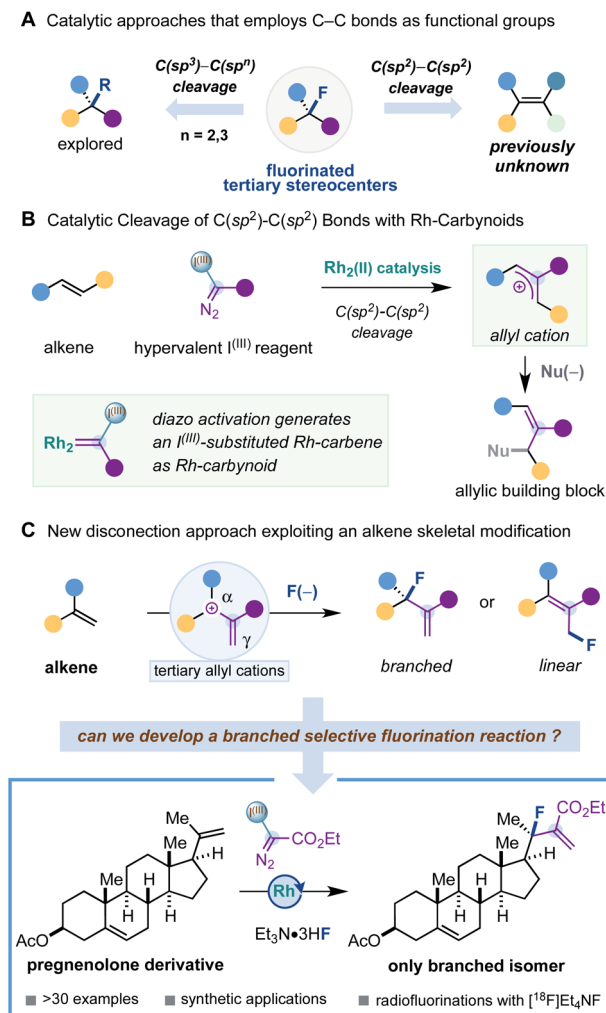 A Catalytic approaches that employs C–C bonds as functional groups
C(sp³)–C(spⁿ)
cleavage
n = 2,3
R
explored
F
fluorinated
tertiary stereocenters
C(sp²)–C(sp²)
cleavage
previously
unknown
B Catalytic Cleavage of C(sp²)-C(sp²) Bonds with Rh-Carbynoids
alkene
I(III)
N₂
hypervalent I(III) reagent
Rh₂(II) catalysis
C(sp²)-C(sp²)
cleavage
+
allyl cation
Nu(–)
Nu
allylic building block
Rh₂
I(III)
diazo activation generates
an I(III)-substituted Rh-carbene
as Rh-carbynoid
C New disconnection approach exploiting an alkene skeletal modification
alkene
α
+
γ
tertiary allyl cations
F(–)
F
branched
or
F
linear
can we develop a branched selective fluorination reaction ?
Me
Me
Me
H
H
H
H
AcO
pregnenolone derivative
I(III)
CO₂Et
N₂
Rh
Et₃N•3HF
F
CO₂Et
Me
Me
Me
H
H
H
H
AcO
only branched isomer
>30 examples
synthetic applications
radiofluorinations with [¹⁸F]Et₄NF